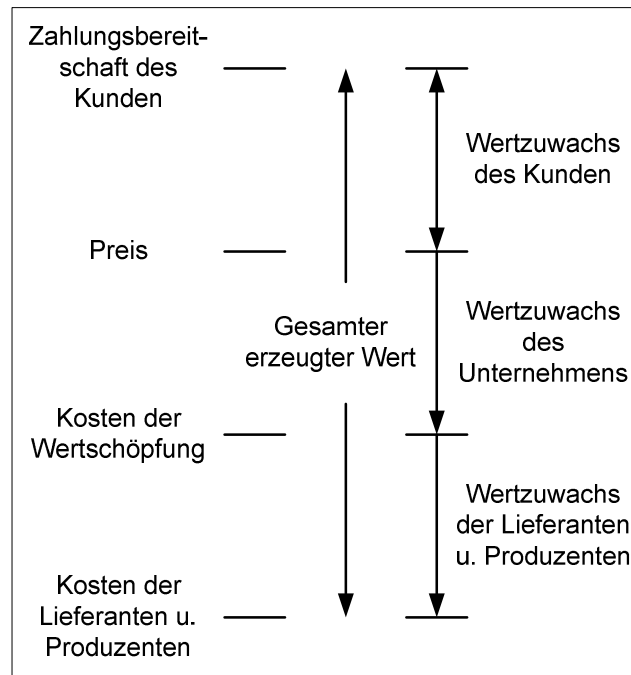 Zahlungsbereit-
schaft des
Kunden
Wertzuwachs
des Kunden
Preis
Gesamter
erzeugter Wert
Wertzuwachs
des
Unternehmens
Kosten der
Wertschöpfung
Wertzuwachs
der Lieferanten
u. Produzenten
Kosten der
Lieferanten u.
Produzenten